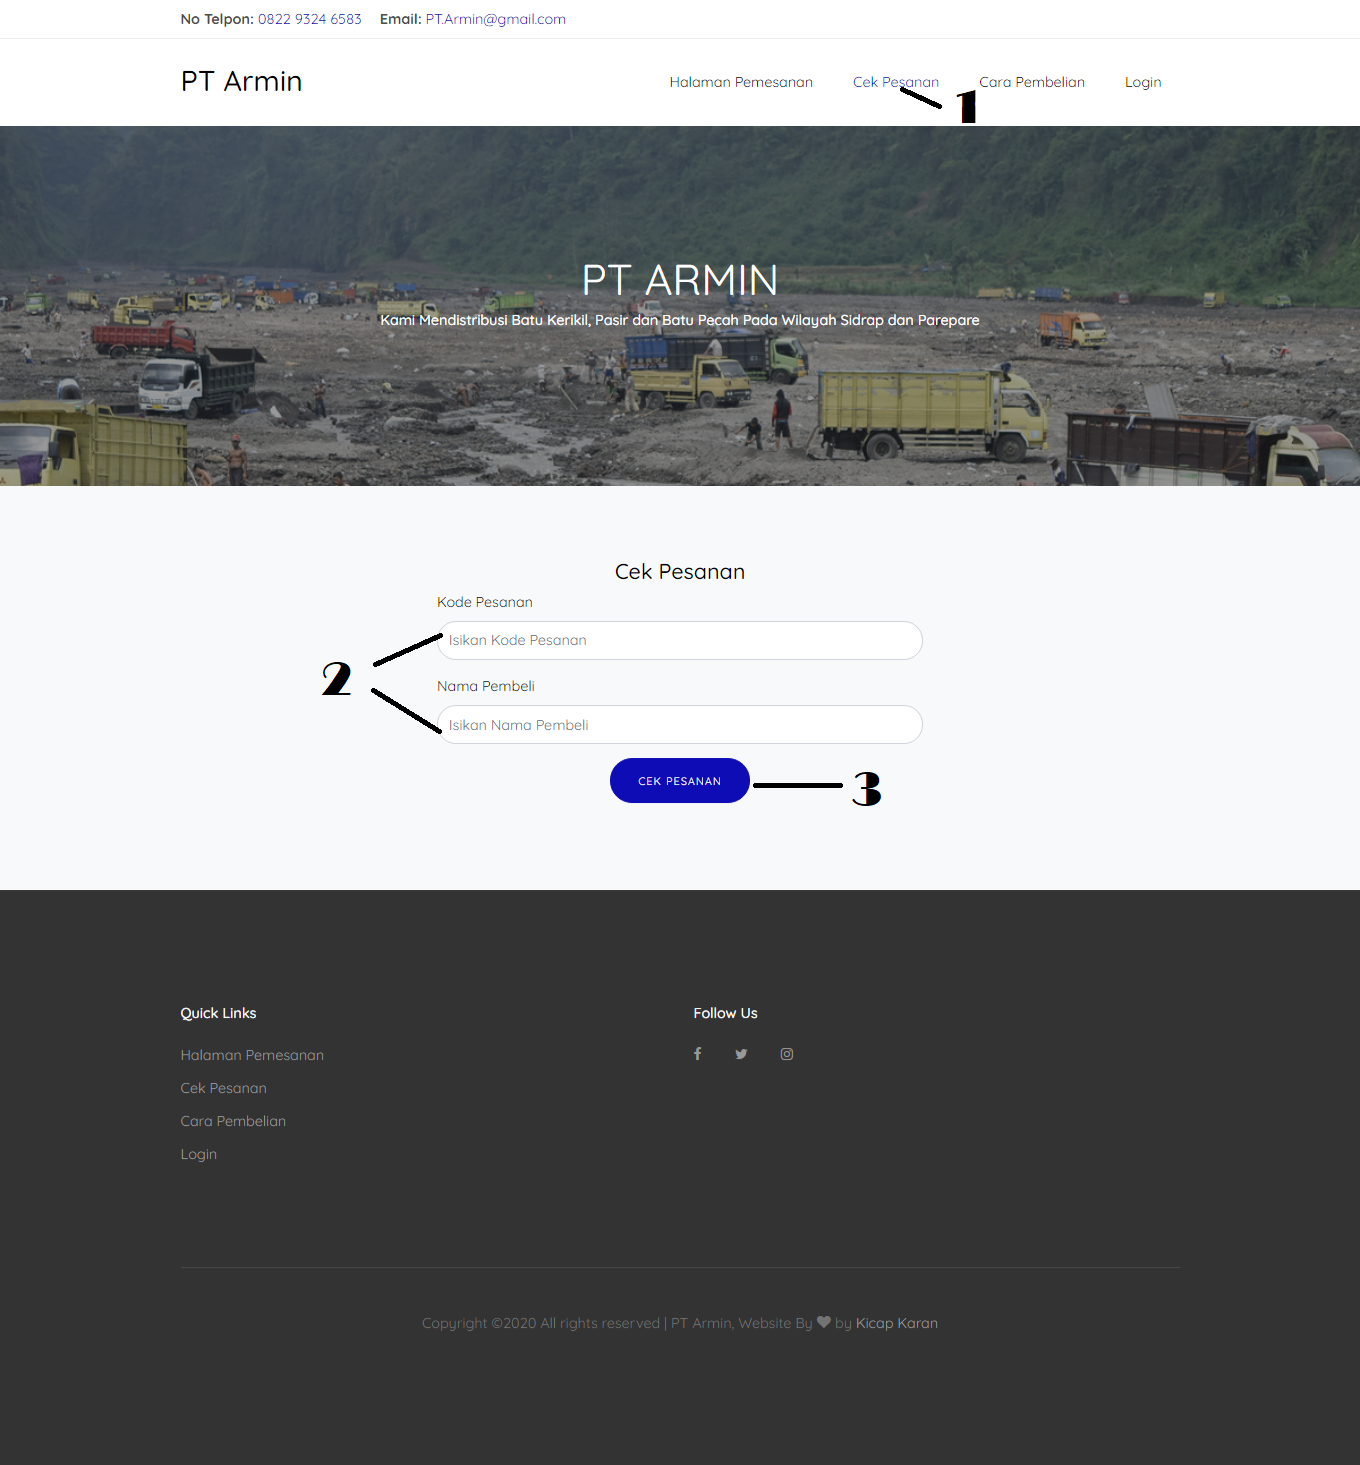 No Telpon: 0822 9324 6583 Email: PT.Armin@gmail.com
PT Armin
Halaman Pemesanan Cek Pesanan Cara Pembelian Login
1
PT ARMIN
Kami Mendistribusi Batu Kerikil, Pasir dan Batu Pecah Pada Wilayah Sidrap dan Parepare
Cek Pesanan
Kode Pesanan
Isikan Kode Pesanan
2
Nama Pembeli
Isikan Nama Pembeli
CEK PESANAN
3
Quick Links
Halaman Pemesanan
Cek Pesanan
Cara Pembelian
Login
Follow Us
Copyright ©2020 All rights reserved | PT Armin, Website By ♥ by Kicap Karan